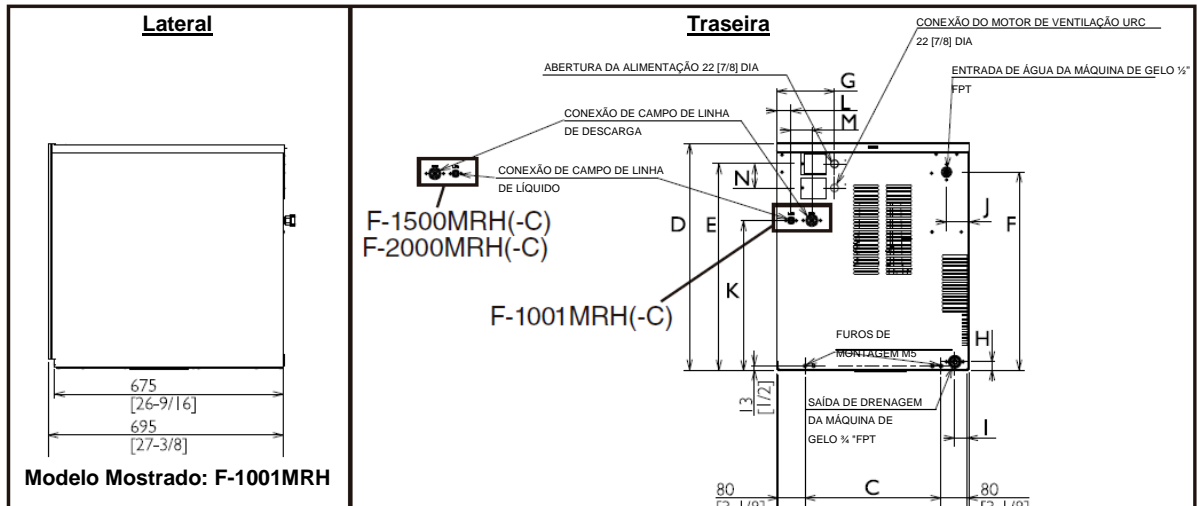 Lateral
675
[26-9/16]
695
[27-3/8]
Modelo Mostrado: F-1001MRH
Traseira
CONEXÃO DO MOTOR DE VENTILAÇÃO URC
22 [7/8] DIA
ABERTURA DA ALIMENTAÇÃO 22 [7/8] DIA
ENTRADA DE ÁGUA DA MÁQUINA DE GELO ½"
FPT
CONEXÃO DE CAMPO DE LINHA
DE DESCARGA
CONEXÃO DE CAMPO DE LINHA
DE LÍQUIDO
F-1500MRH(-C)
F-2000MRH(-C)
F-1001MRH(-C)
G
L
M
N
D
E
K
J
F
H
FUROS DE
MONTAGEM M5
13
[1/2]
SAÍDA DE DRENAGEM
DA MÁQUINA DE
GELO ¾ "FPT
I
80
C
80